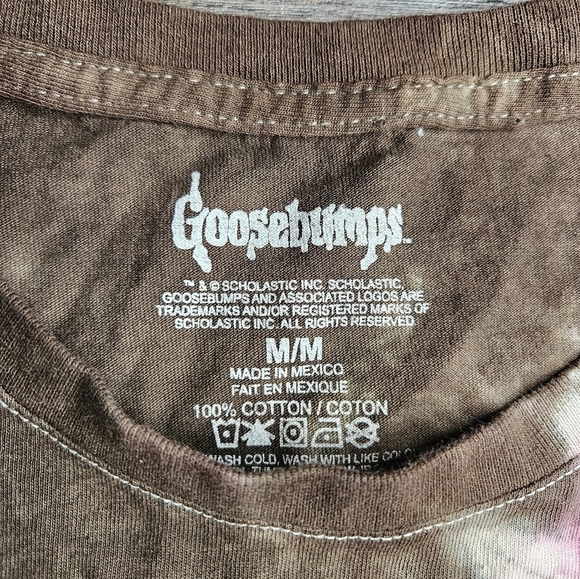 Goosebumps™
™ & © SCHOLASTIC INC. SCHOLASTIC,
GOOSEBUMPS AND ASSOCIATED LOGOS ARE
TRADEMARKS AND/OR REGISTERED MARKS OF
SCHOLASTIC INC. ALL RIGHTS RESERVED
M/M
MADE IN MEXICO
FAIT EN MEXIQUE
100% COTTON / COTON
WASH COLD, WASH WITH LIKE